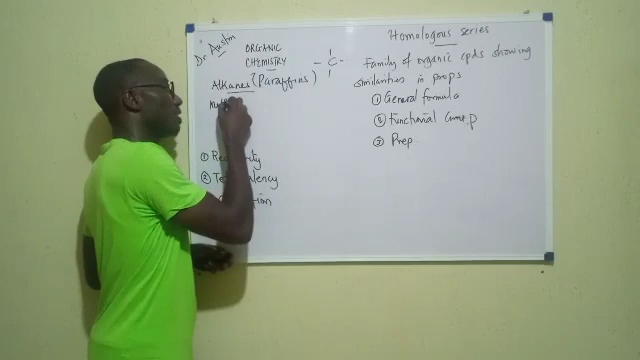 Dr Austin
ORGANIC
CHEMISTRY
– C –
Alkanes (Paraffins)
① Re
② Te
Homologous series
Family of organic cpds showing
similarities in props
① General formula
② Functional Group
③ Prep